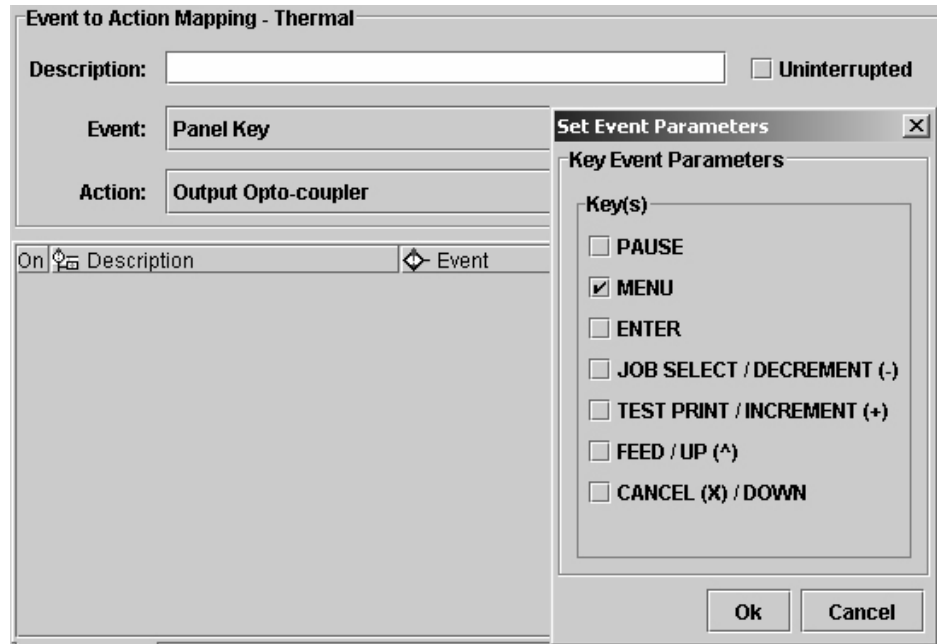 Event to Action Mapping - Thermal
Description:
Uninterrupted
Event: Panel Key
Action: Output Opto-coupler
On Description Event
Set Event Parameters
Key Event Parameters
Key(s)
PAUSE
MENU
ENTER
JOB SELECT / DECREMENT (-)
TEST PRINT / INCREMENT (+)
FEED / UP (^)
CANCEL (X) / DOWN
Ok Cancel